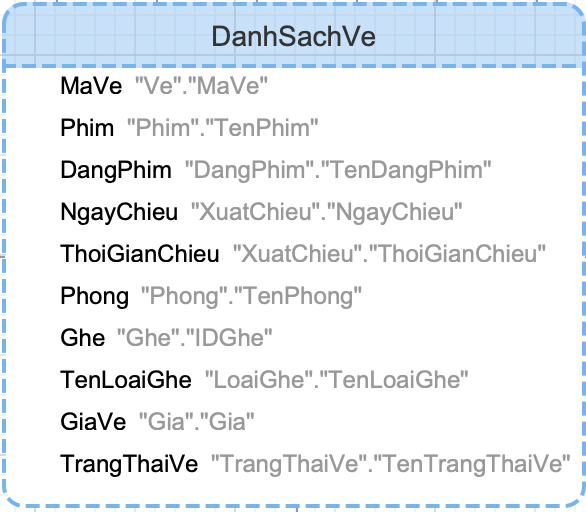 DanhSachVe
MaVe "Ve"."MaVe"
Phim "Phim"."TenPhim"
DangPhim "DangPhim"."TenDangPhim"
NgayChieu "XuatChieu"."NgayChieu"
ThoiGianChieu "XuatChieu"."ThoiGianChieu"
Phong "Phong"."TenPhong"
Ghe "Ghe"."IDGhe"
TenLoaiGhe "LoaiGhe"."TenLoaiGhe"
GiaVe "Gia"."Gia"
TrangThaiVe "TrangThaiVe"."TenTrangThaiVe"